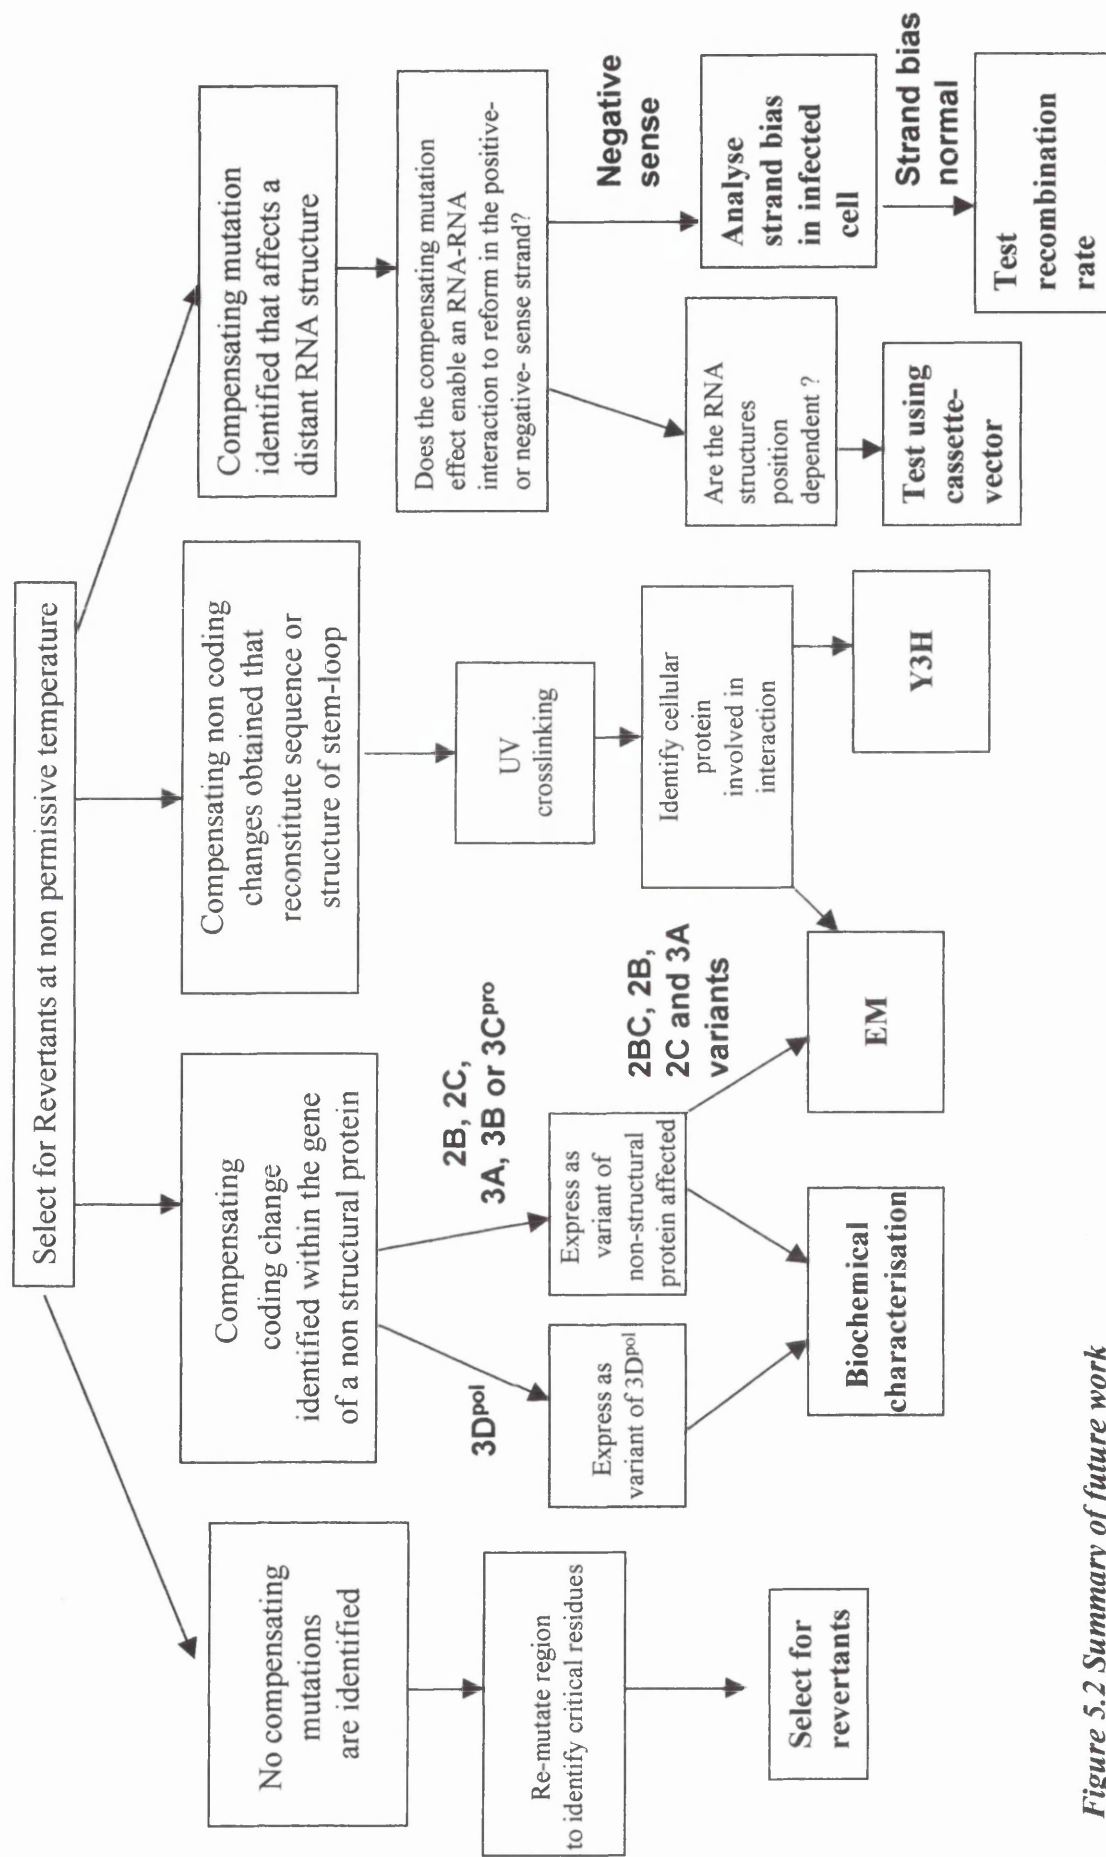 Select for Revertants at non permissive temperature
No compensating
mutations
are identified
Re-mutate region
to identify critical residues
Select for
revertants
Compensating
coding change
identified within the gene
of a non structural protein
3Dpol
2B, 2C,
3A, 3B or 3Cpro
Express as
variant of 3Dpol
Express as
variant of
non-structural
protein affected
2BC, 2B,
2C and 3A
variants
Biochemical
characterisation
EM
Compensating non coding
changes obtained that
reconstitute sequence or
structure of stem-loop
UV
crosslinking
Identify cellular
protein
involved in
interaction
Y3H
Compensating mutation
identified that affects a
distant RNA structure
Does the compensating mutation
effect enable an RNA-RNA
interaction to reform in the positive-
or negative- sense strand?
Negative
sense
Are the RNA
structures
position
dependent ?
Test using
cassette-
vector
Analyse
strand bias
in infected
cell
Strand bias
normal
Test
recombination
rate
Figure 5.2 Summary of future work